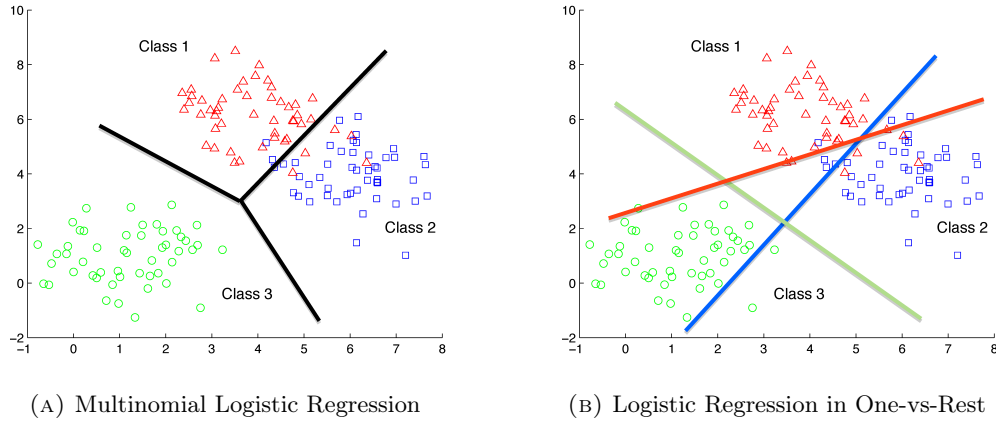 10
8
6
4
2
0
−2
−1 0 1 2 3 4 5 6 7 8
Class 1
Class 2
Class 3
(A) Multinomial Logistic Regression
10
8
6
4
2
0
−2
−1 0 1 2 3 4 5 6 7 8
Class 1
Class 2
Class 3
(B) Logistic Regression in One-vs-Rest